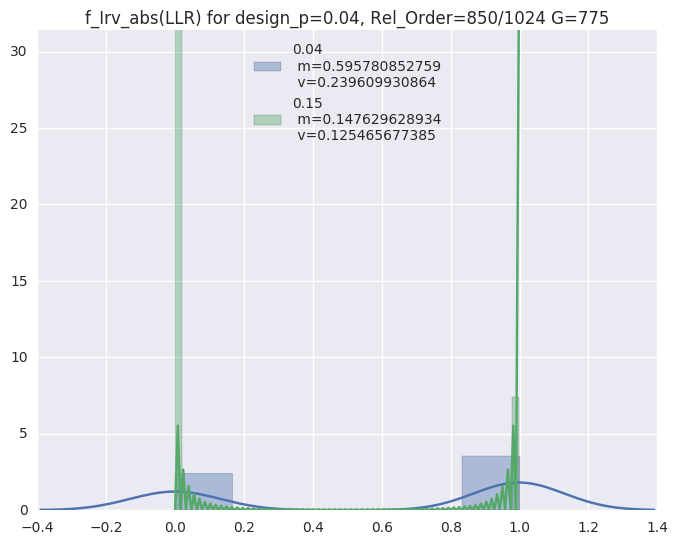 f_Irv_abs(LLR) for design_p=0.04, Rel_Order=850/1024 G=775
30
25
20
15
10
5
0
0.04
m=0.595780852759
v=0.239609930864
0.15
m=0.147629628934
v=0.125465677385
−0.4 −0.2 0.0 0.2 0.4 0.6 0.8 1.0 1.2 1.4